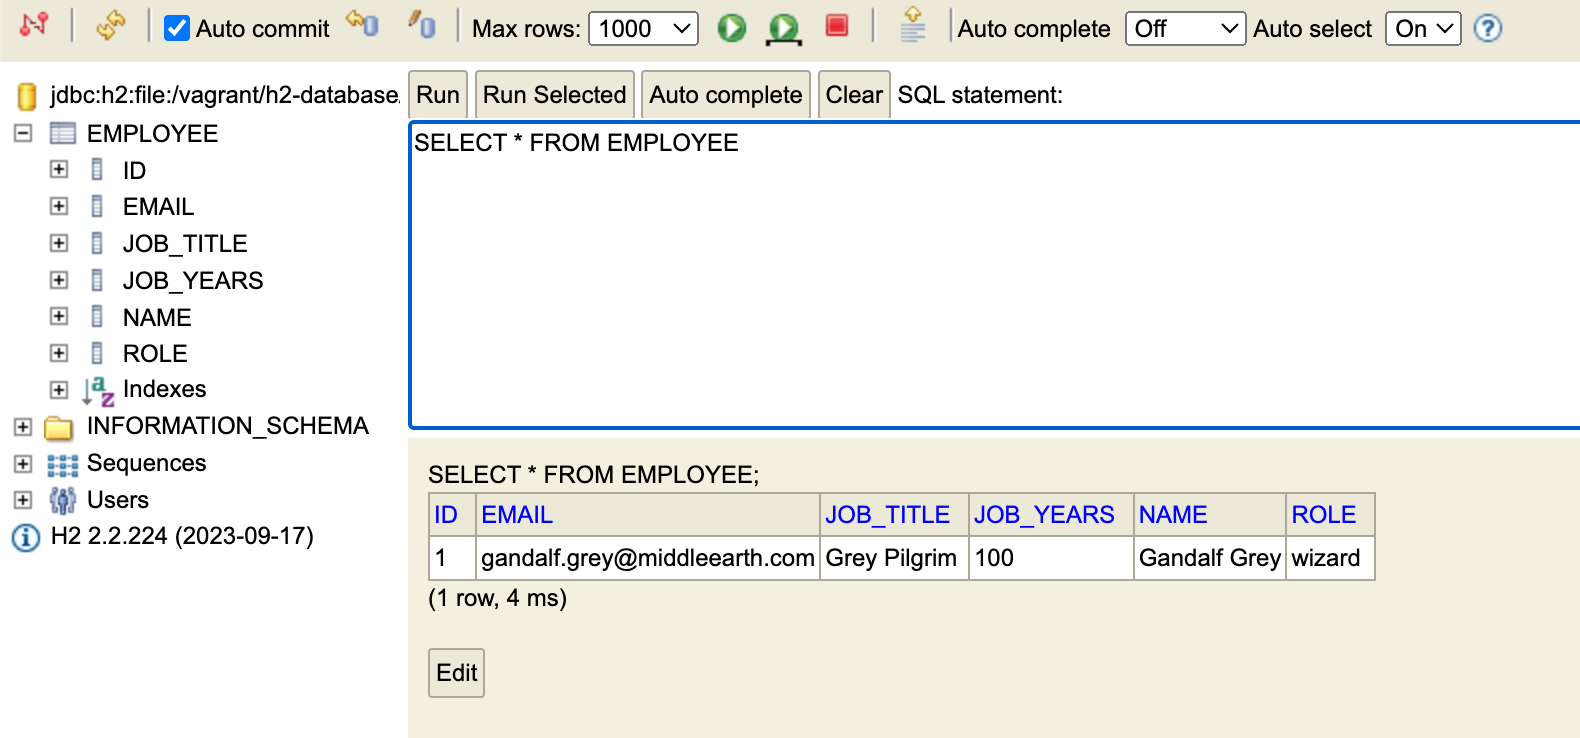 Auto commit Max rows: 1000 Auto complete Off Auto select On ?
jdbc:h2:file:/vagrant/h2-database
EMPLOYEE
ID
EMAIL
JOB_TITLE
JOB_YEARS
NAME
ROLE
Indexes
INFORMATION_SCHEMA
Sequences
Users
H2 2.2.224 (2023-09-17)
Run Run Selected Auto complete Clear SQL statement:
SELECT * FROM EMPLOYEE
SELECT * FROM EMPLOYEE;
ID EMAIL JOB_TITLE JOB_YEARS NAME ROLE
1 gandalf.grey@middleearth.com Grey Pilgrim 100 Gandalf Grey wizard
(1 row, 4 ms)
Edit